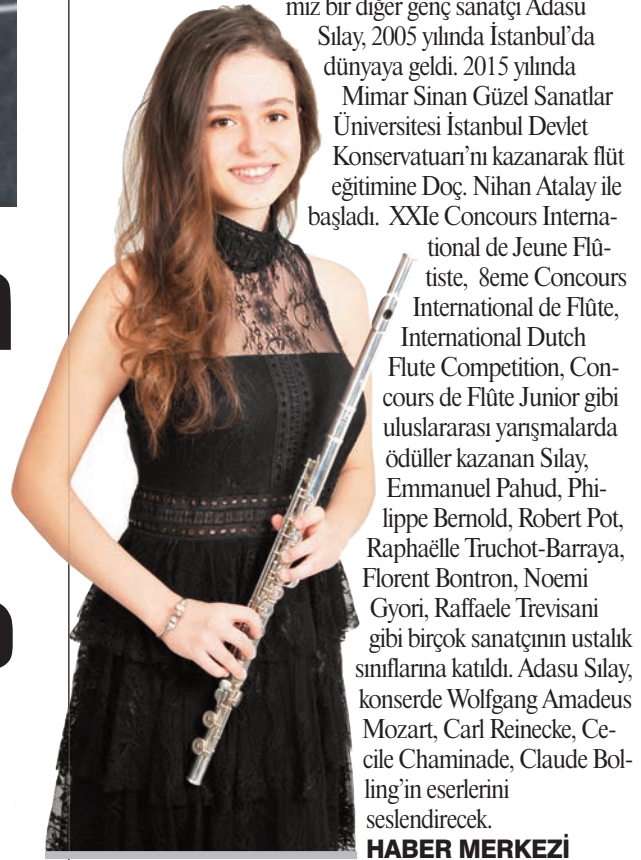 mız bir diğer genç sanatçı Adasu
Sılay, 2005 yılında İstanbul’da
dünyaya geldi. 2015 yılında
Mimar Sinan Güzel Sanatlar
Üniversitesi İstanbul Devlet
Konservatuarı’nı kazanarak flüt
eğitimine Doç. Nihan Atalay ile
başladı. XXIe Concours Interna-
tional de Jeune Flû-
tiste, 8eme Concours
International de Flûte,
International Dutch
Flute Competition, Con-
cours de Flûte Junior gibi
uluslararası yarışmalarda
ödüller kazanan Sılay,
Emmanuel Pahud, Phi-
lippe Bernold, Robert Pot,
Raphaëlle Truchot-Barraya,
Florent Bontron, Noemi
Gyori, Raffaele Trevisani
gibi birçok sanatçının ustalık
sınıflarına katıldı. Adasu Sılay,
konserde Wolfgang Amadeus
Mozart, Carl Reinecke, Ce-
cile Chaminade, Claude Bol-
ling’in eserlerini
seslendirecek.
HABER MERKEZİ